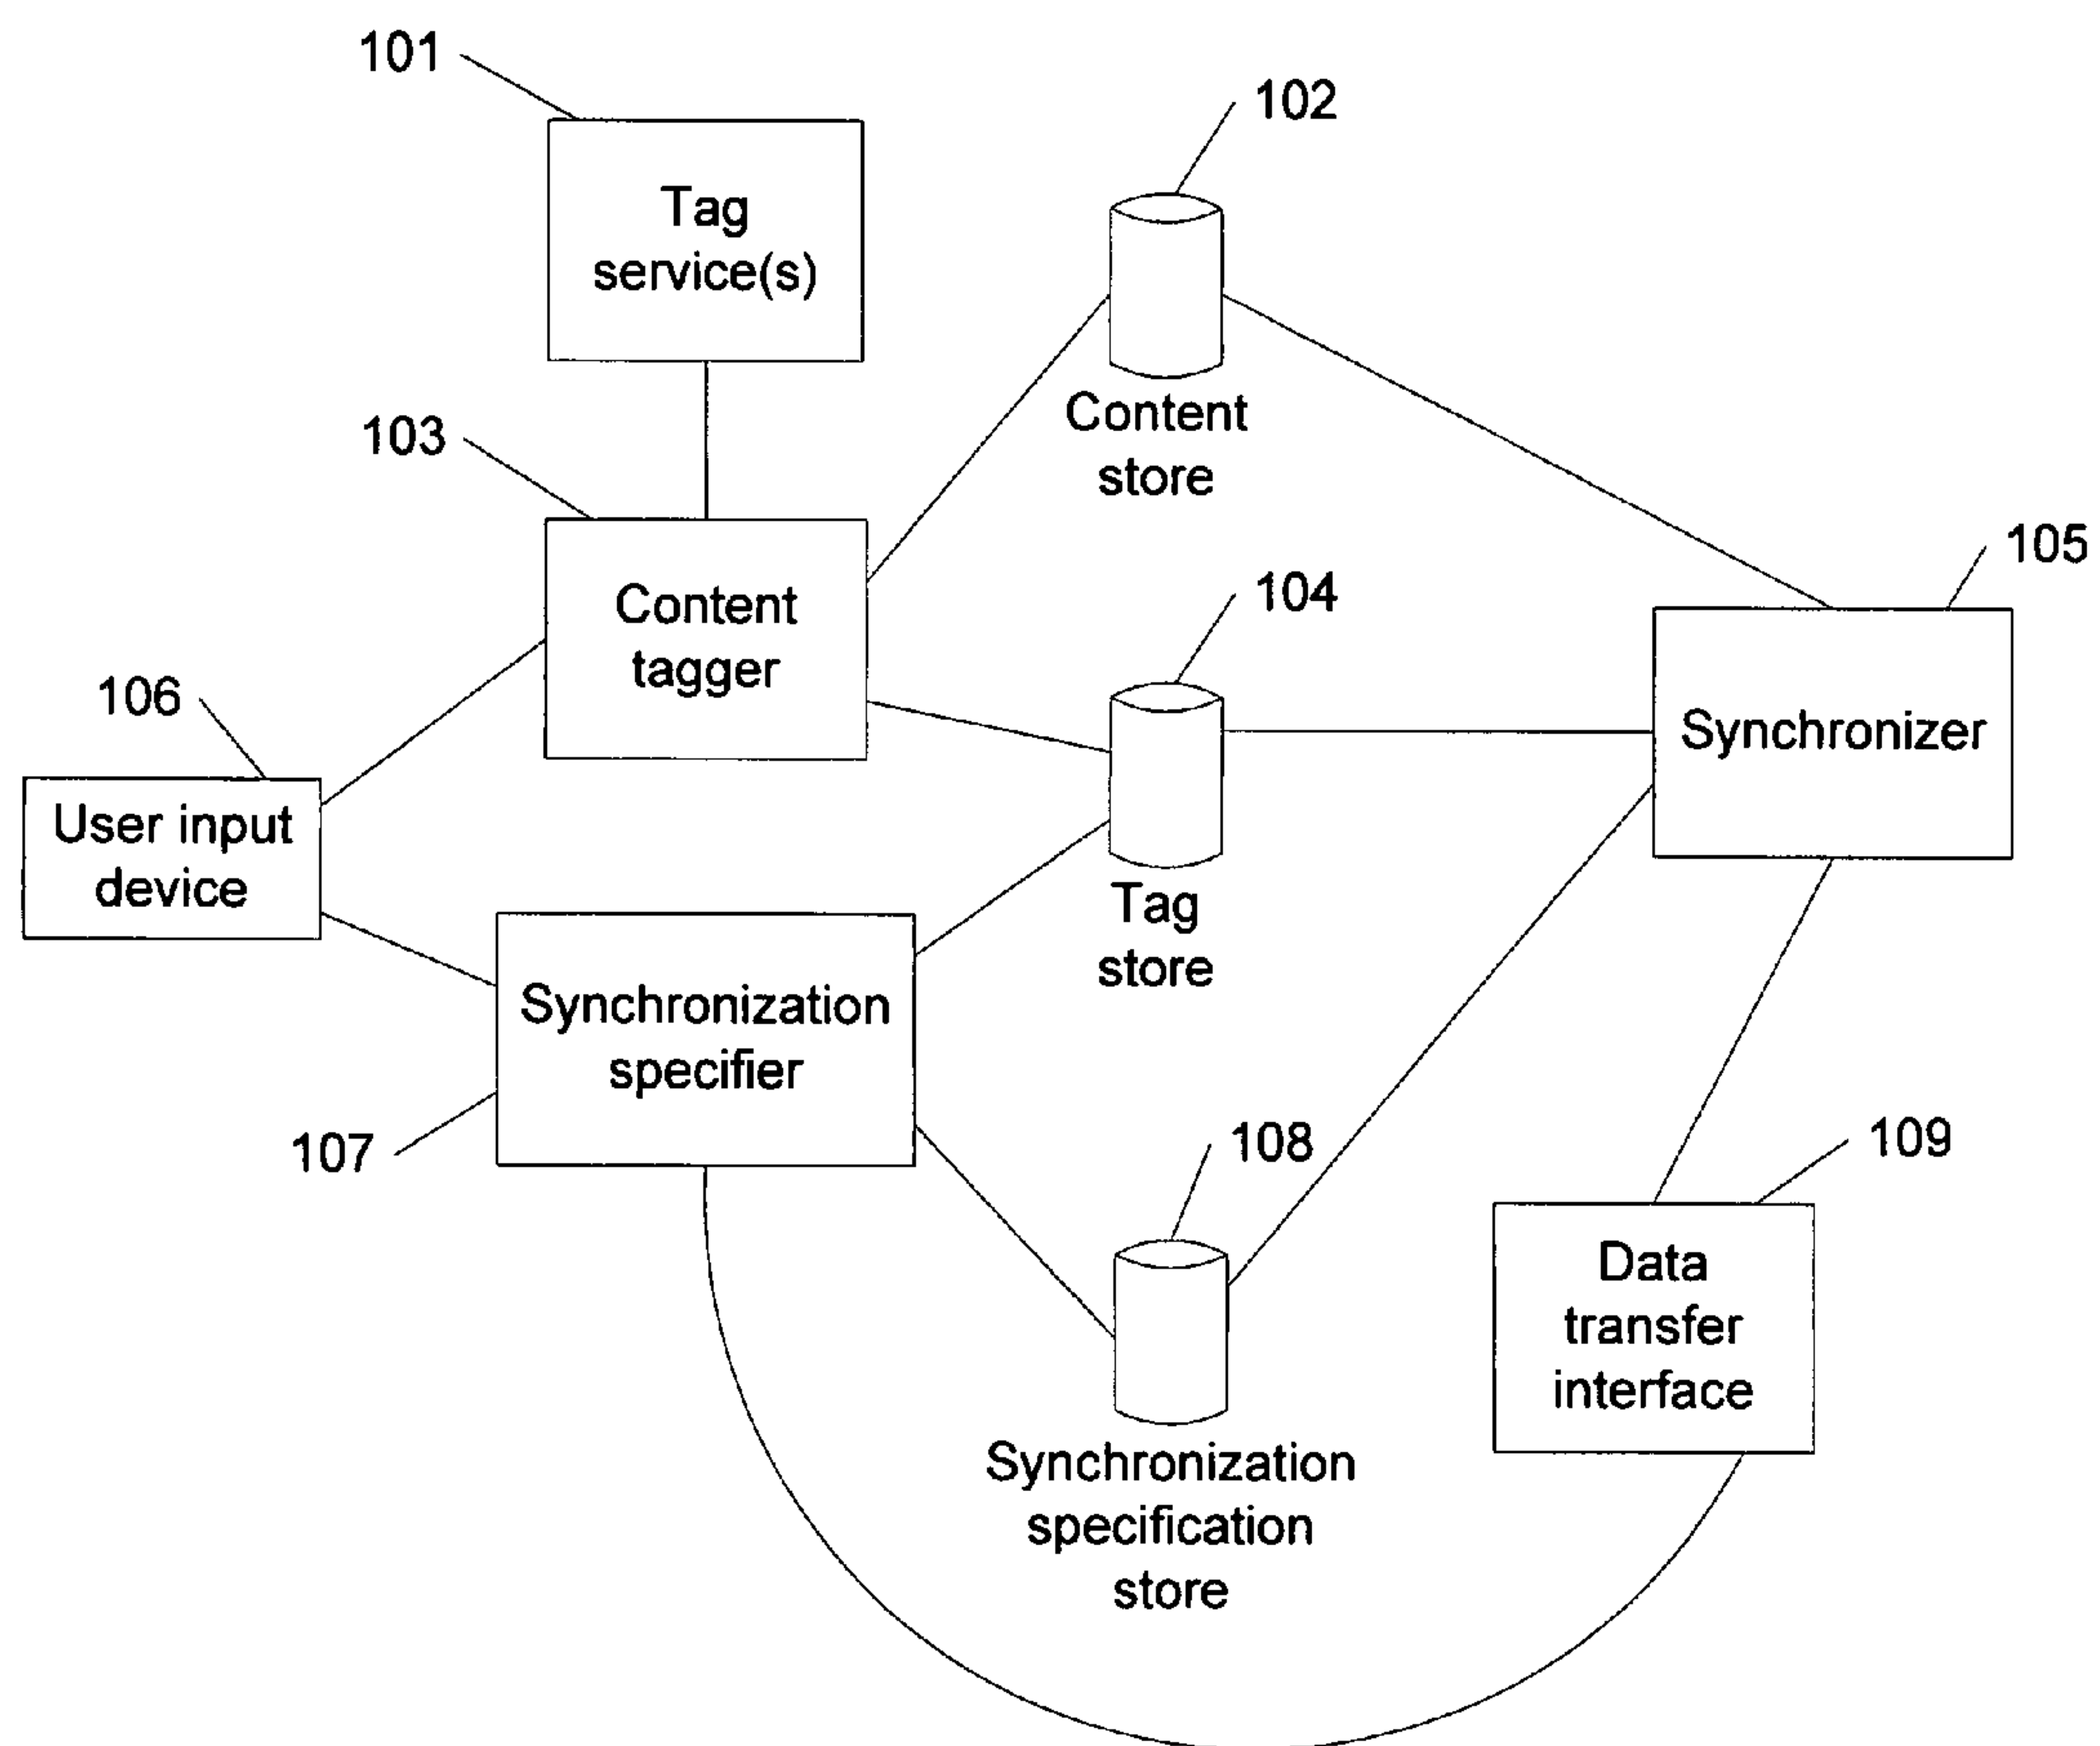 101
102
Tag
service(s)
Content
store
103
Content
tagger
104
105
Synchronizer
106
User input
device
Tag
store
Synchronization
specifier
107
108
109
Data
transfer
interface
Synchronization
specification
store